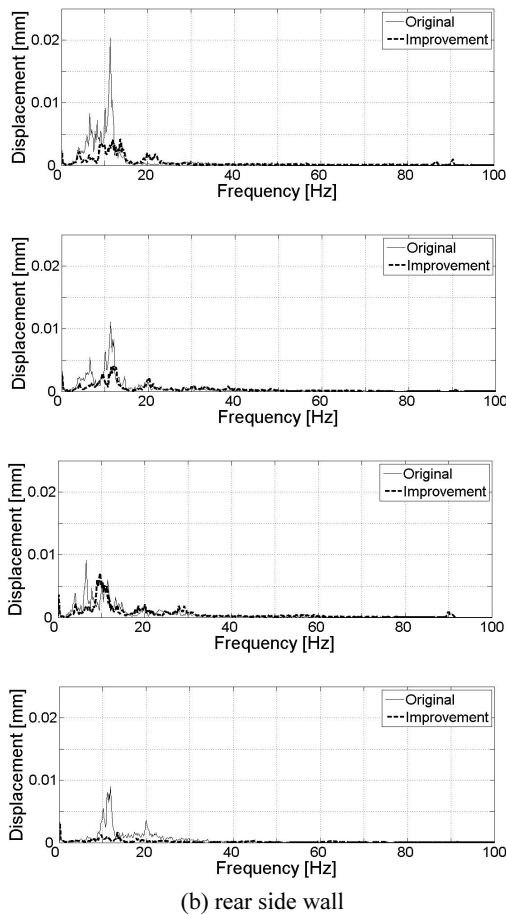 Displacement [mm]
0.02
0.01
0
Original
Improvement
0 20 40 60 80 100
Frequency [Hz]
Displacement [mm]
0.02
0.01
0
Original
Improvement
0 20 40 60 80 100
Frequency [Hz]
Displacement [mm]
0.02
0.01
0
Original
Improvement
0 20 40 60 80 100
Frequency [Hz]
Displacement [mm]
0.02
0.01
0
Original
Improvement
0 20 40 60 80 100
Frequency [Hz]
(b) rear side wall